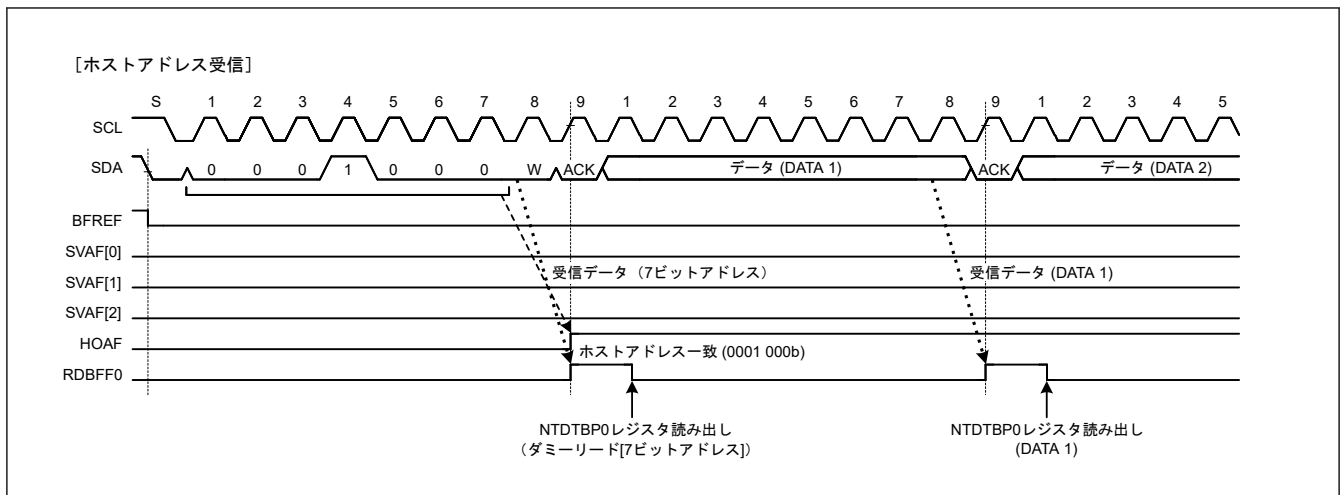 [ホストアドレス受信]
S 1 2 3 4 5 6 7 8 9 1 2 3 4 5 6 7 8 9 1 2 3 4 5
SCL
SDA 0 0 0 1 0 0 0 W ACK データ (DATA 1) ACK データ (DATA 2)
BFREF
SVAF[0]
SVAF[1] 受信データ（7ビットアドレス） 受信データ (DATA 1)
SVAF[2]
HOAF
ホストアドレス一致 (0001 000b)
RDBFF0
NTDTBP0レジスタ読み出し
（ダミーリード[7ビットアドレス]）
NTDTBP0レジスタ読み出し
(DATA 1)